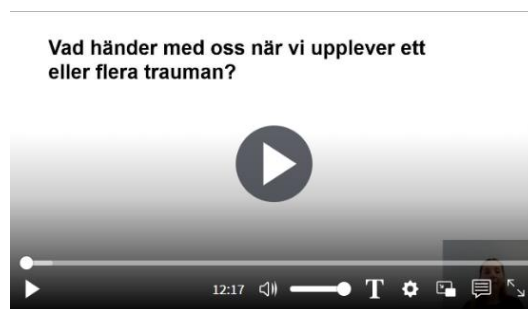 Vad händer med oss när vi upplever ett
eller flera trauman?
12:17
T